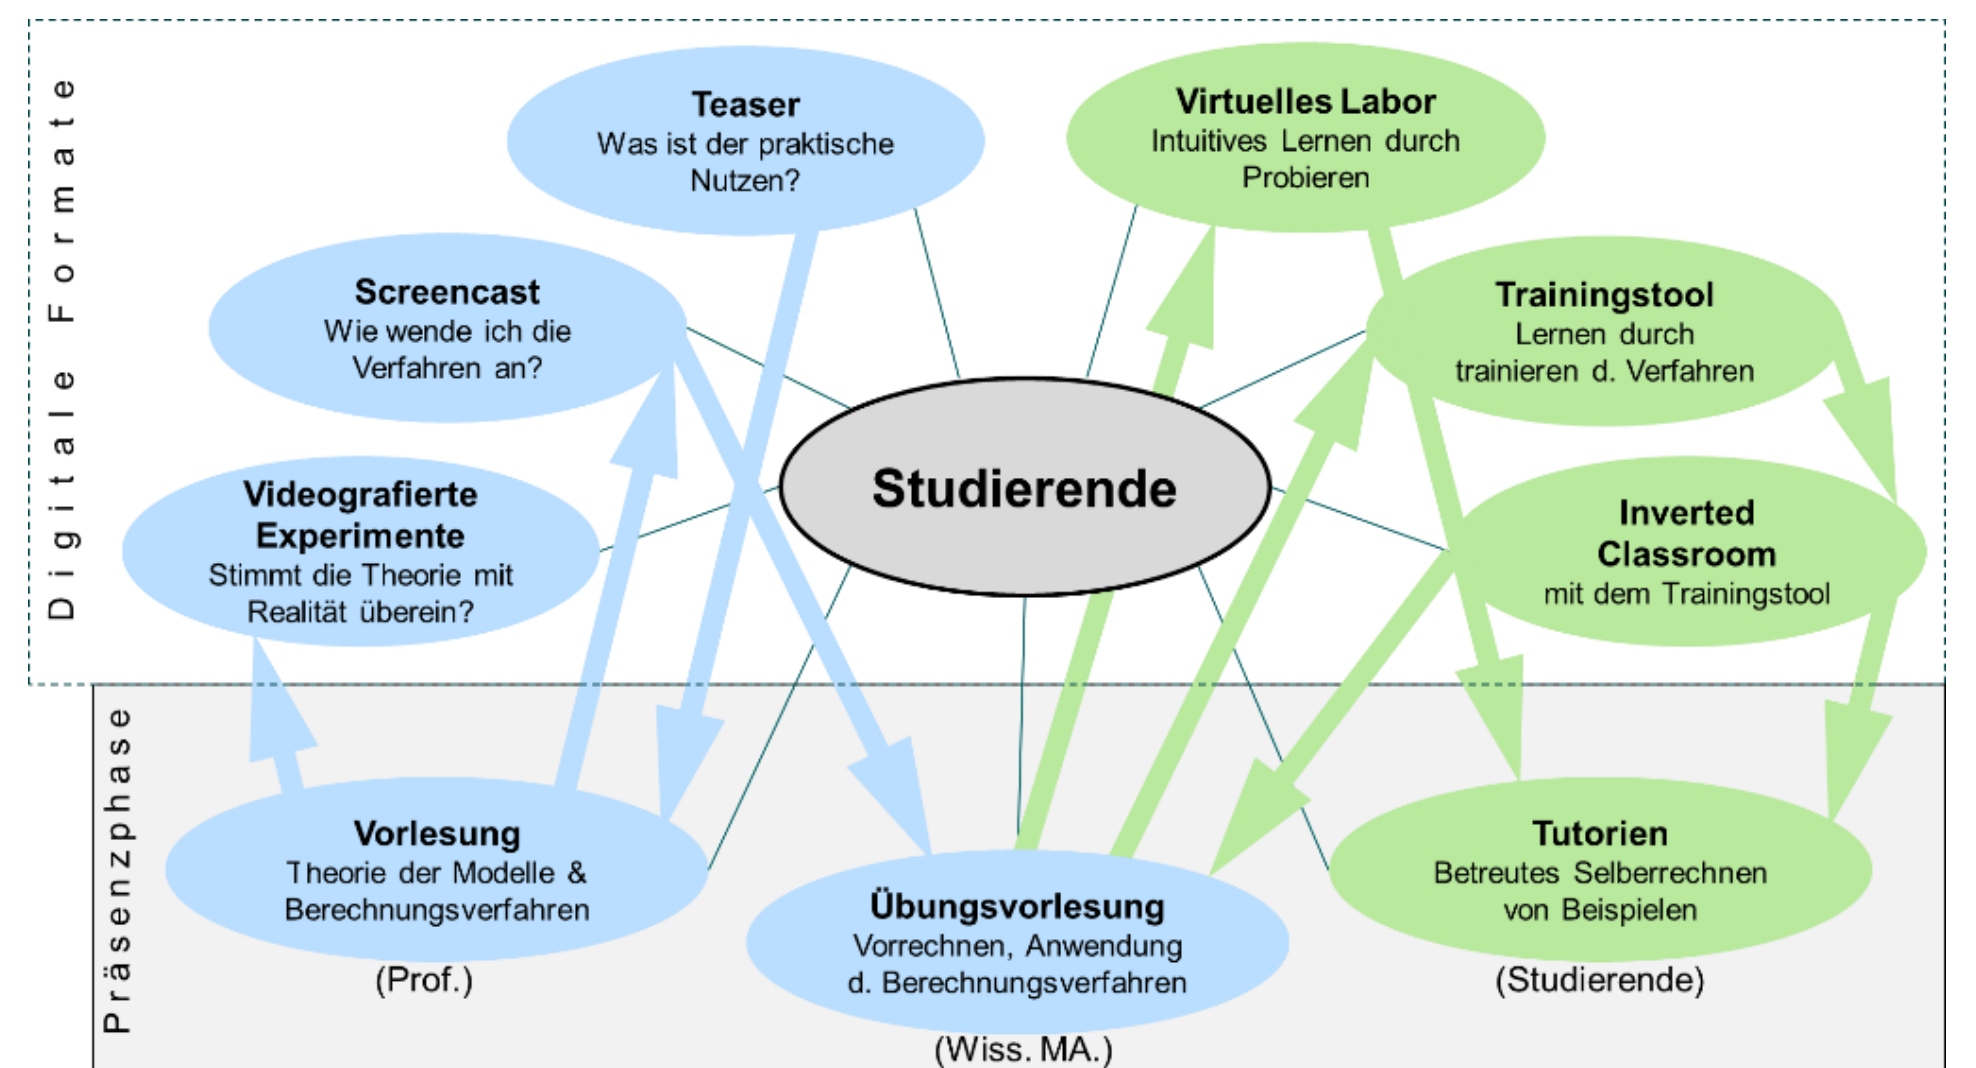 Digitale Formate
Teaser
Was ist der praktische
Nutzen?
Virtuelles Labor
Intuitives Lernen durch
Probieren
Screencast
Wie wende ich die
Verfahren an?
Trainingstool
Lernen durch
trainieren d. Verfahren
Videografierte
Experimente
Stimmt die Theorie mit
Realität überein?
Studierende
Inverted
Classroom
mit dem Trainingstool
Präsenzphase
Vorlesung
Theorie der Modelle &
Berechnungsverfahren
(Prof.)
Übungsvorlesung
Vorrechnen, Anwendung
d. Berechnungsverfahren
(Wiss. MA.)
Tutorien
Betreutes Selberrechnen
von Beispielen
(Studierende)